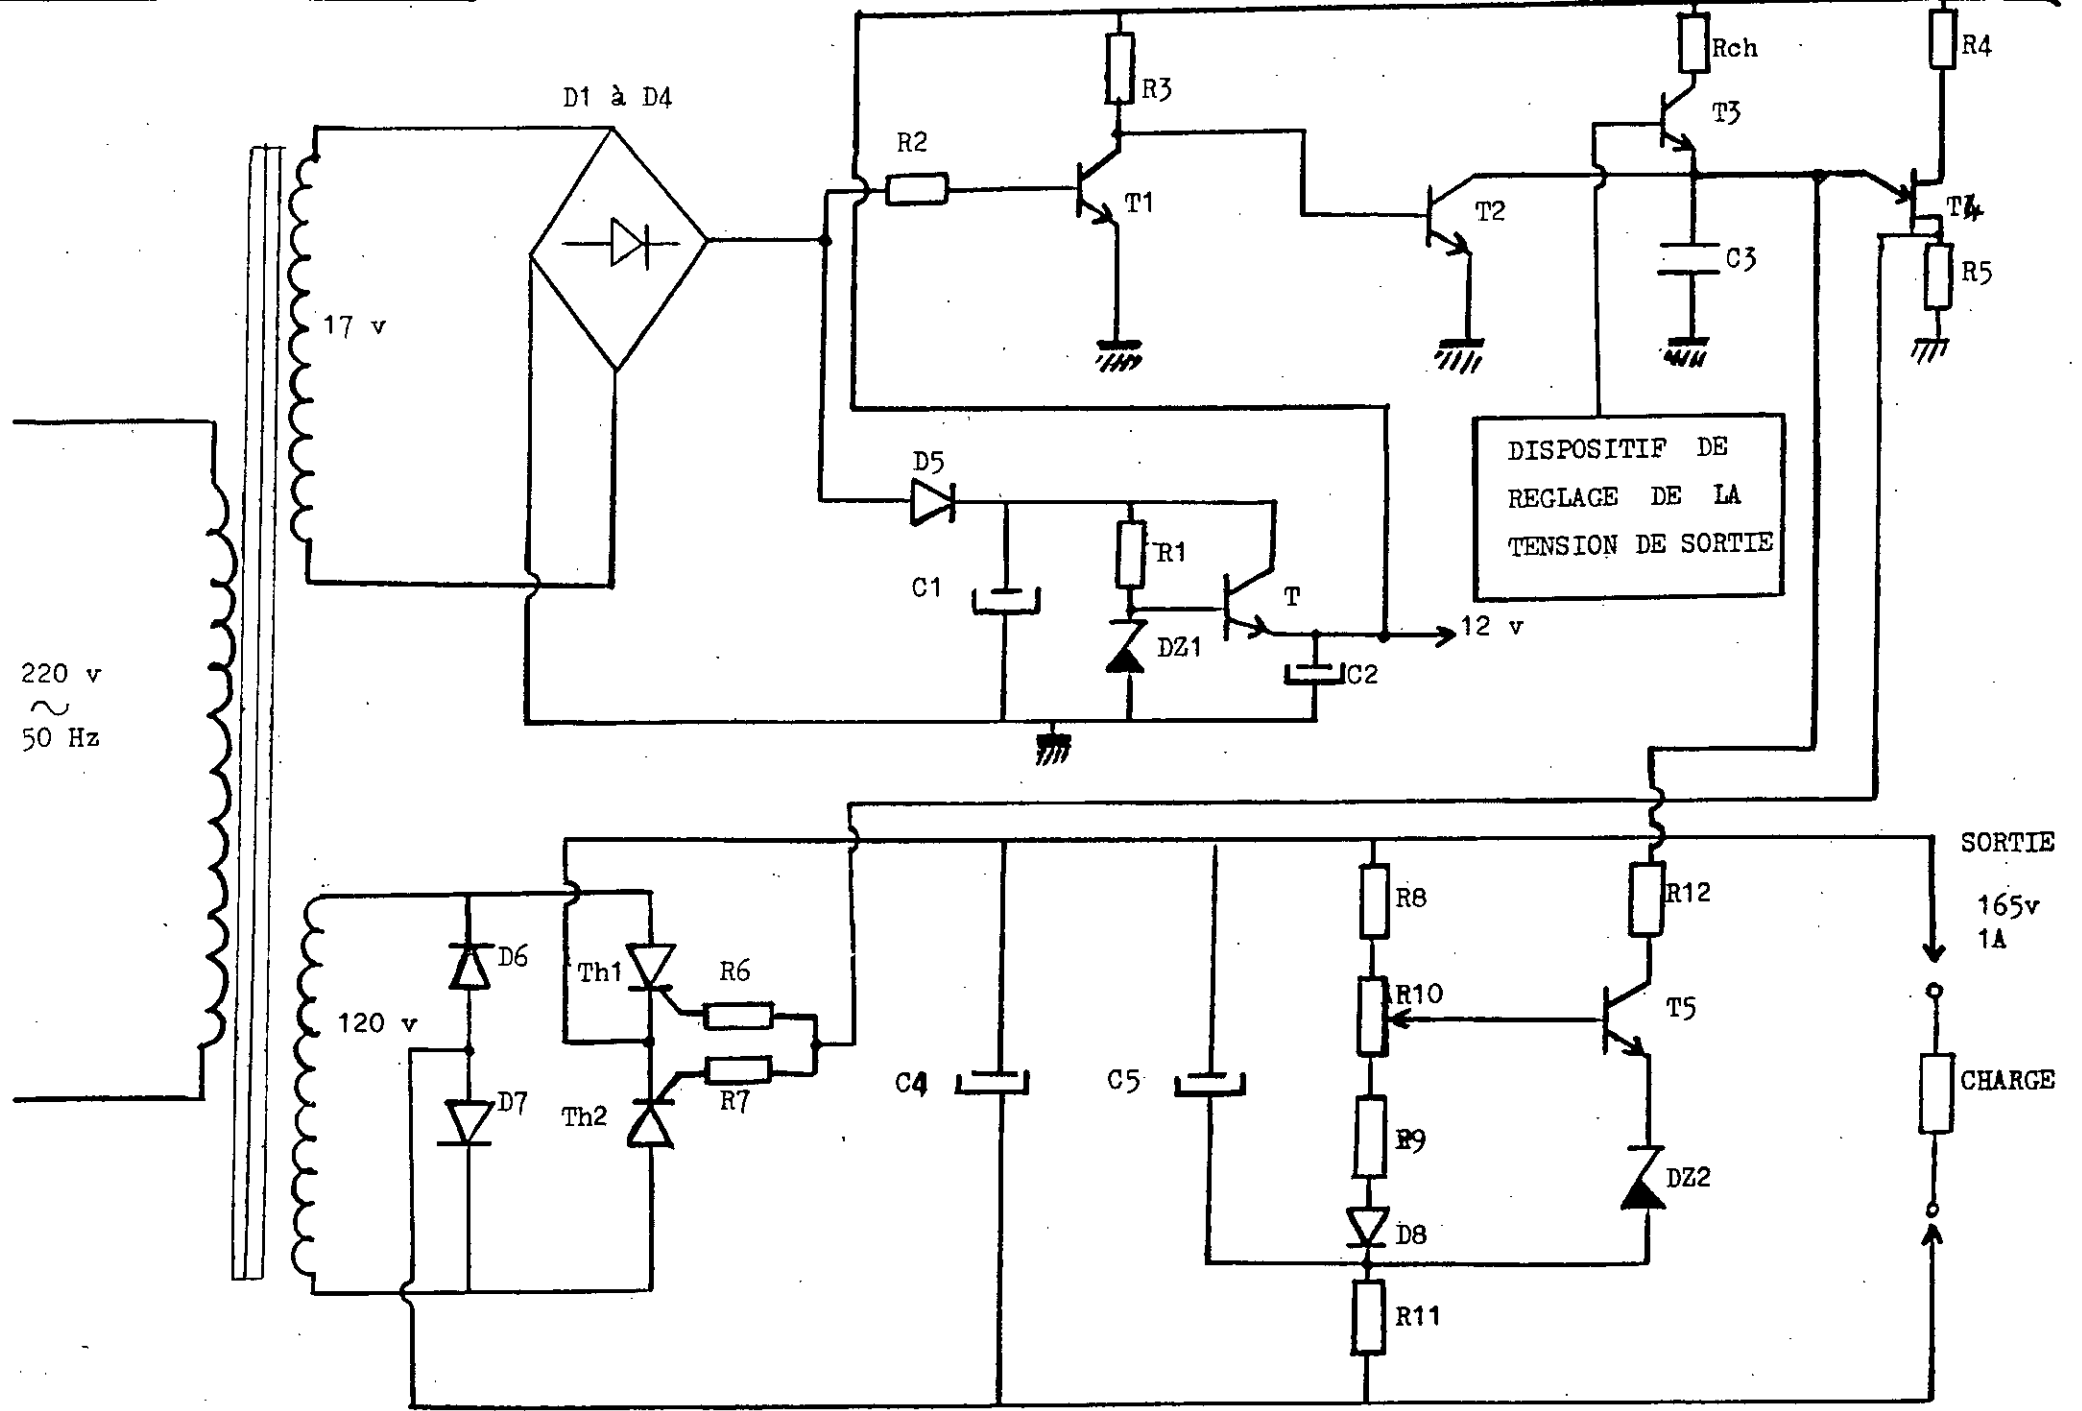 D1 à D4
R3
Rch
R4
R2
T3
T1
T2
T4
C3
R5
17 v
DISPOSITIF DE
REGLAGE DE LA
TENSION DE SORTIE
D5
R1
C1
T
DZ1
12 v
C2
220 v
50 Hz
SORTIE
165v
1A
R8
R12
D6
Th1
R6
R10
T5
120 v
C4
C5
CHARGE
D7
Th2
R7
R9
DZ2
D8
R11